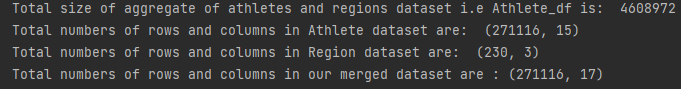 Total size of aggregate of athletes and regions dataset i.e Athlete_df is:  4608972
Total numbers of rows and columns in Athlete dataset are:  (271116, 15)
Total numbers of rows and columns in Region dataset are:  (230, 3)
Total numbers of rows and columns in our merged dataset are : (271116, 17)